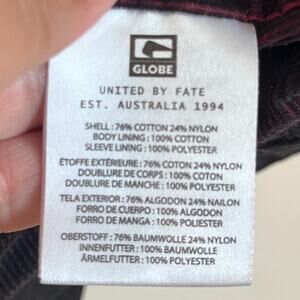 GLOBE
UNITED BY FATE
EST. AUSTRALIA 1994
SHELL : 76% COTTON 24% NYLON
BODY LINING : 100% COTTON
SLEEVE LINING : 100% POLYESTER
ÉTOFFE EXTÉRIEURE : 76% COTON 24% NYLON
DOUBLURE DE CORPS : 100% COTON
DOUBLURE DE MANCHE : 100% POLYESTER
TELA EXTERIOR : 76% ALGODON 24% NAILON
FORRO DE CUERPO : 100% ALGODON
FORRO DE MANGA : 100% POLYESTER
OBERSTOFF : 76% BAUMWOLLE 24% NYLON
INNENFUTTER : 100% BAUMWOLLE
ÄRMELFUTTER : 100% POLYESTER